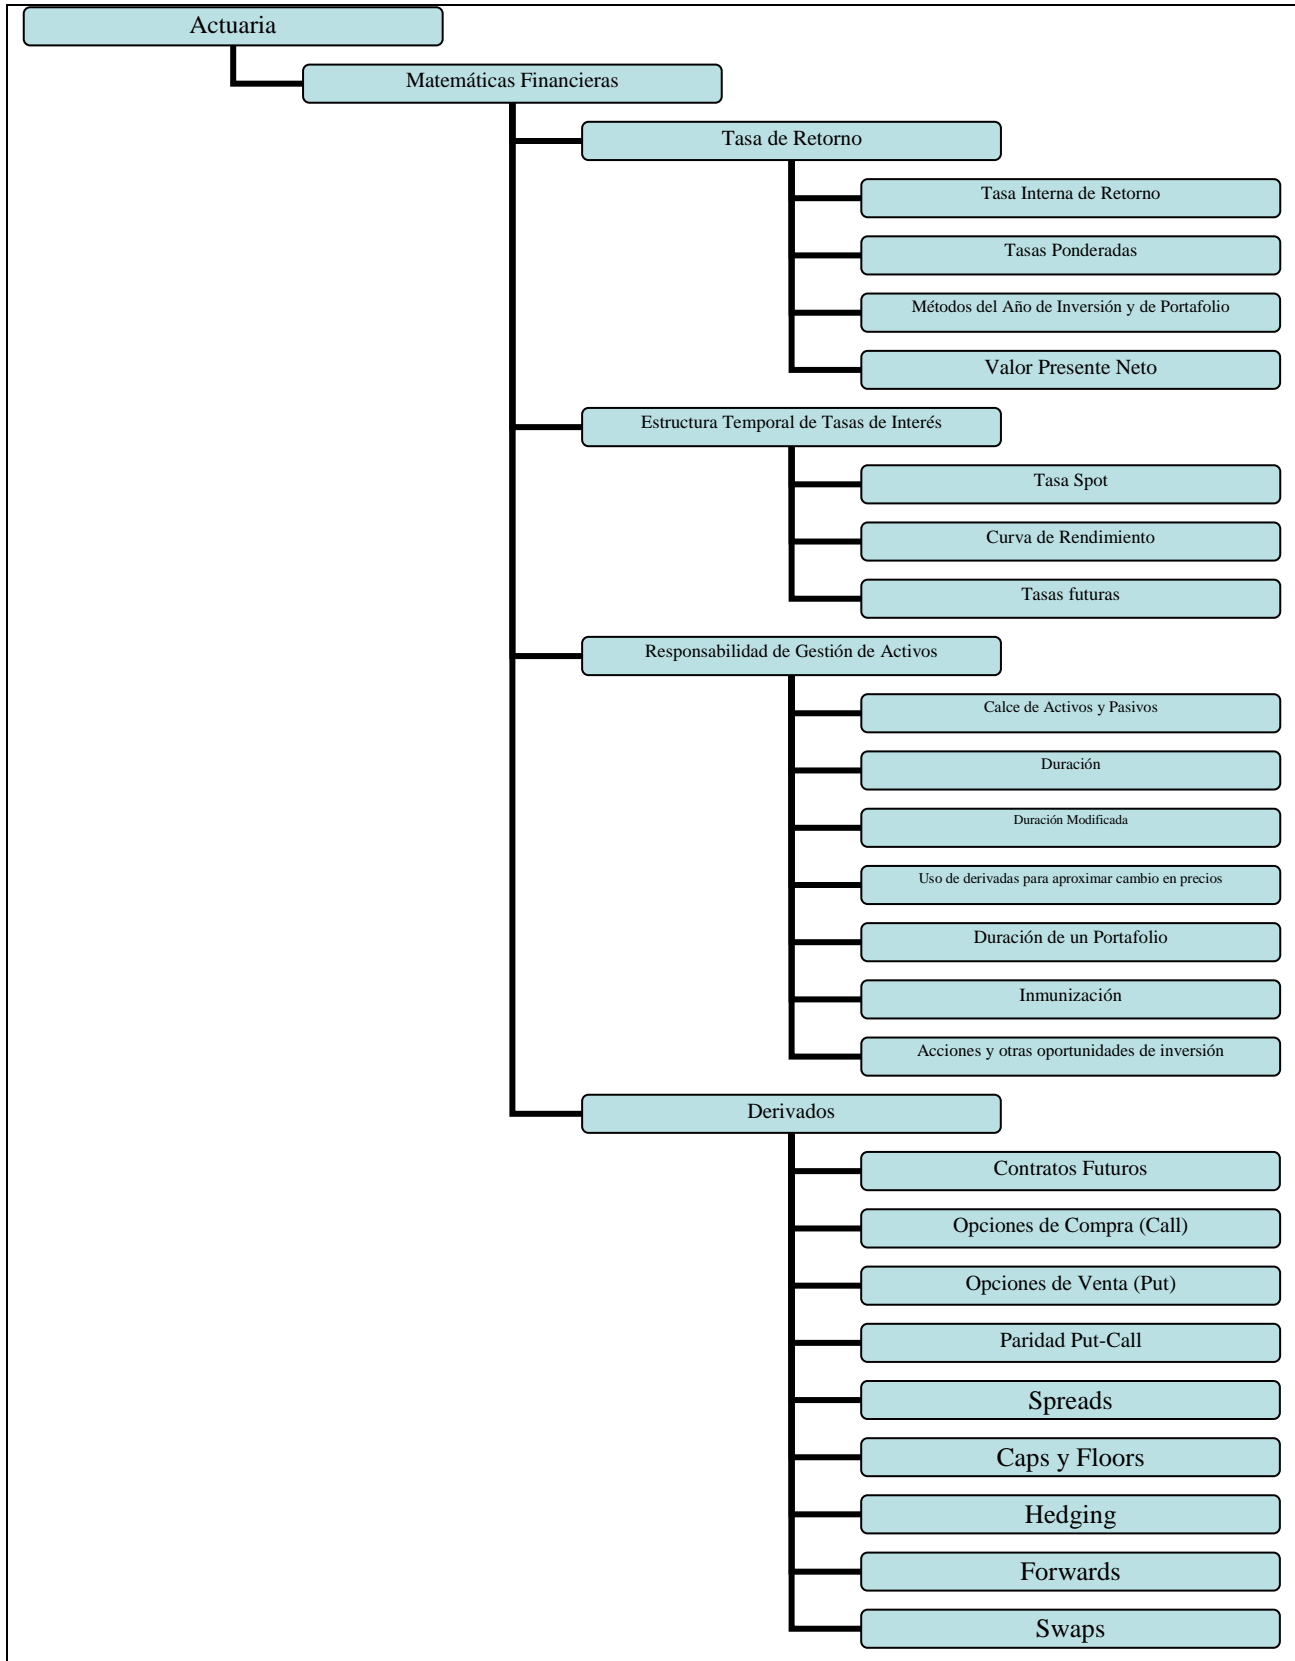 Actuaria
Matemáticas Financieras
Tasa de Retorno
Tasa Interna de Retorno
Tasas Ponderadas
Métodos del Año de Inversión y de Portafolio
Valor Presente Neto
Estructura Temporal de Tasas de Interés
Tasa Spot
Curva de Rendimiento
Tasas futuras
Responsabilidad de Gestión de Activos
Calce de Activos y Pasivos
Duración
Duración Modificada
Uso de derivadas para aproximar cambio en precios
Duración de un Portafolio
Inmunización
Acciones y otras oportunidades de inversión
Derivados
Contratos Futuros
Opciones de Compra (Call)
Opciones de Venta (Put)
Paridad Put-Call
Spreads
Caps y Floors
Hedging
Forwards
Swaps